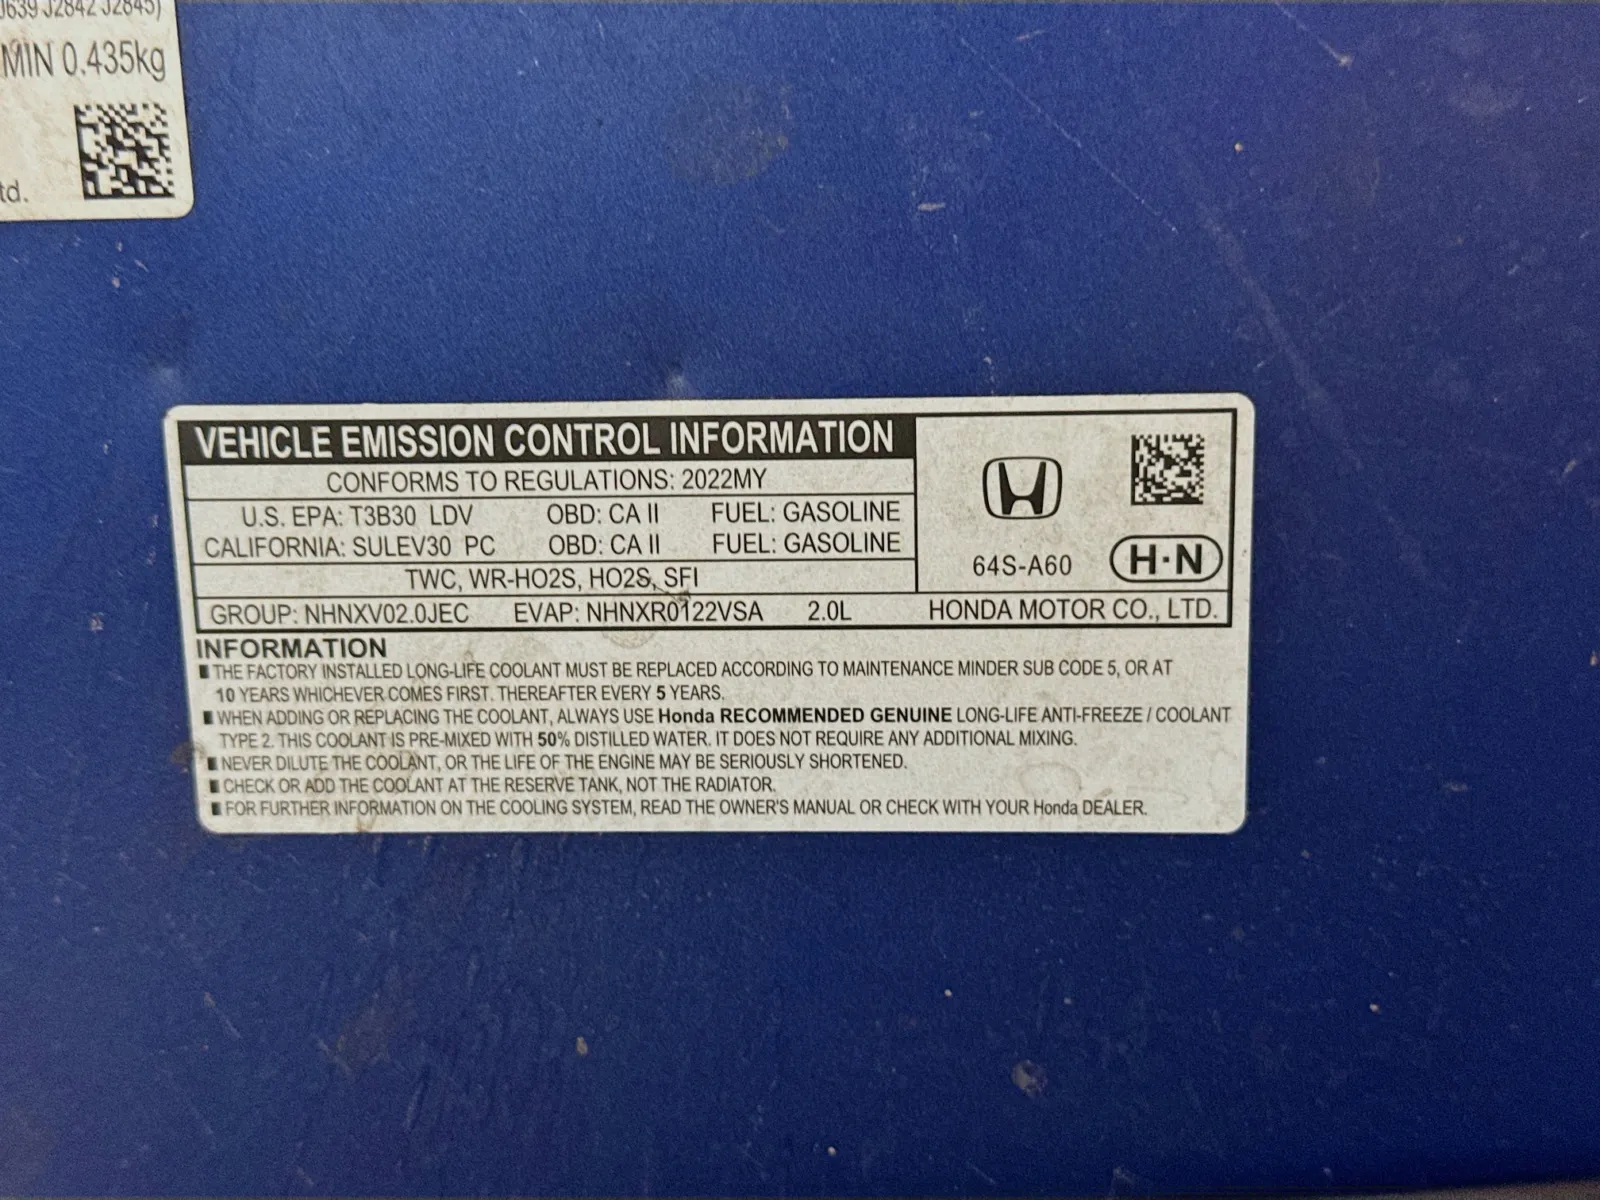 J639 J2842 J2845)
MIN 0.435kg
td.
VEHICLE EMISSION CONTROL INFORMATION
CONFORMS TO REGULATIONS: 2022MY
U.S. EPA: T3B30 LDV OBD: CA II FUEL: GASOLINE
CALIFORNIA: SULEV30 PC OBD: CA II FUEL: GASOLINE
TWC, WR-HO2S, HO2S, SFI
64S-A60 H·N
GROUP: NHNXV02.0JEC EVAP: NHNXR0122VSA 2.0L HONDA MOTOR CO., LTD.
INFORMATION
▮ THE FACTORY INSTALLED LONG-LIFE COOLANT MUST BE REPLACED ACCORDING TO MAINTENANCE MINDER SUB CODE 5, OR AT
10 YEARS WHICHEVER COMES FIRST. THEREAFTER EVERY 5 YEARS.
▮ WHEN ADDING OR REPLACING THE COOLANT, ALWAYS USE Honda RECOMMENDED GENUINE LONG-LIFE ANTI-FREEZE / COOLANT
TYPE 2. THIS COOLANT IS PRE-MIXED WITH 50% DISTILLED WATER. IT DOES NOT REQUIRE ANY ADDITIONAL MIXING.
▮ NEVER DILUTE THE COOLANT, OR THE LIFE OF THE ENGINE MAY BE SERIOUSLY SHORTENED.
▮ CHECK OR ADD THE COOLANT AT THE RESERVE TANK, NOT THE RADIATOR.
▮ FOR FURTHER INFORMATION ON THE COOLING SYSTEM, READ THE OWNER'S MANUAL OR CHECK WITH YOUR Honda DEALER.